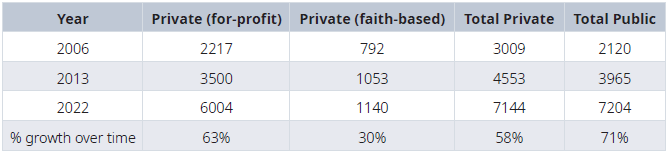 Year Private (for-profit) Private (faith-based) Total Private Total Public
2006 2217 792 3009 2120
2013 3500 1053 4553 3965
2022 6004 1140 7144 7204
% growth over time 63% 30% 58% 71%